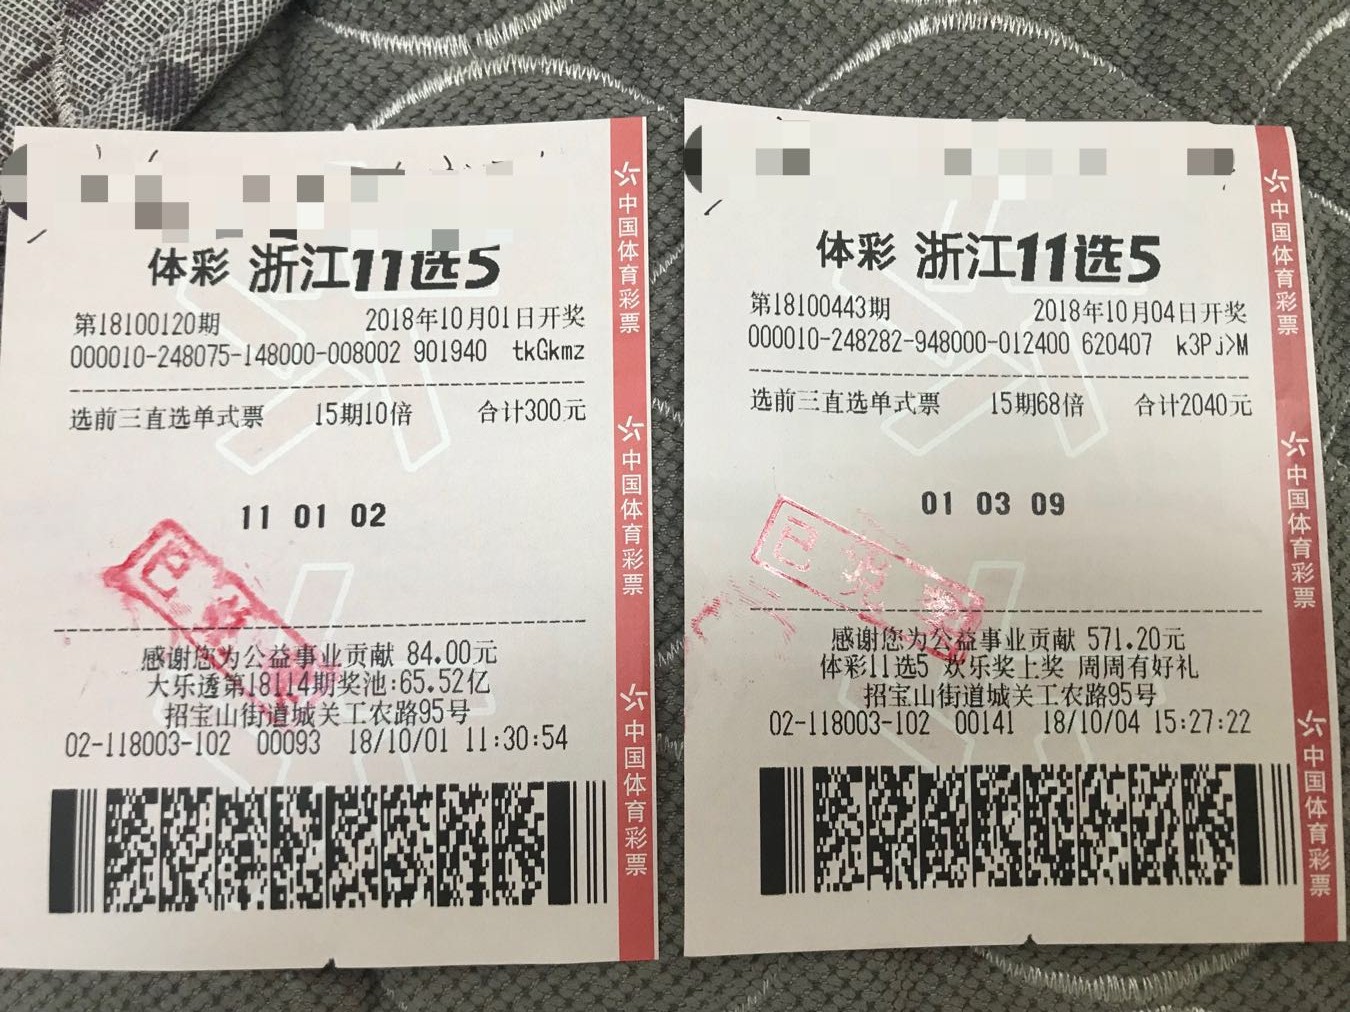 体彩 浙江11选5
第18100120期 2018年10月01日开奖
000010-248075-148000-008002 901940 tkGkmz
选前三直选单式票 15期10倍 合计300元
11 01 02
感谢您为公益事业贡献 84.00元
大乐透第18114期奖池:65.52亿
招宝山街道城关工农路95号
02-118003-102 00093 18/10/01 11:30:54
中国体育彩票
中国体育彩票
中国体育彩票
体彩 浙江11选5
第18100443期 2018年10月04日开奖
000010-248282-948000-012400 620407 k3PJ>M
选前三直选单式票 15期68倍 合计2040元
01 03 09
已兑
感谢您为公益事业贡献 571.20元
体彩11选5 欢乐奖上奖 周周有好礼
招宝山街道城关工农路95号
02-118003-102 00141 18/10/04 15:27:22
中国体育彩票
中国体育彩票
中国体育彩票